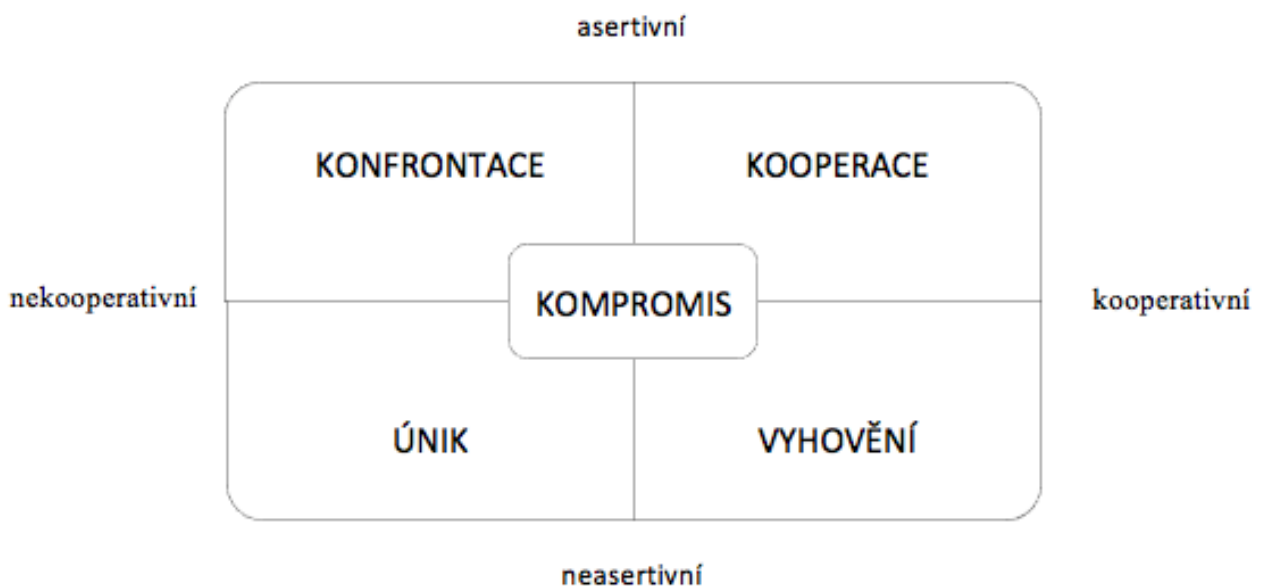 asertivní
KONFRONTACE
KOOPERACE
nekooperativní
KOMPROMIS
kooperativní
ÚNIK
VYHOVĚNÍ
neasertivní